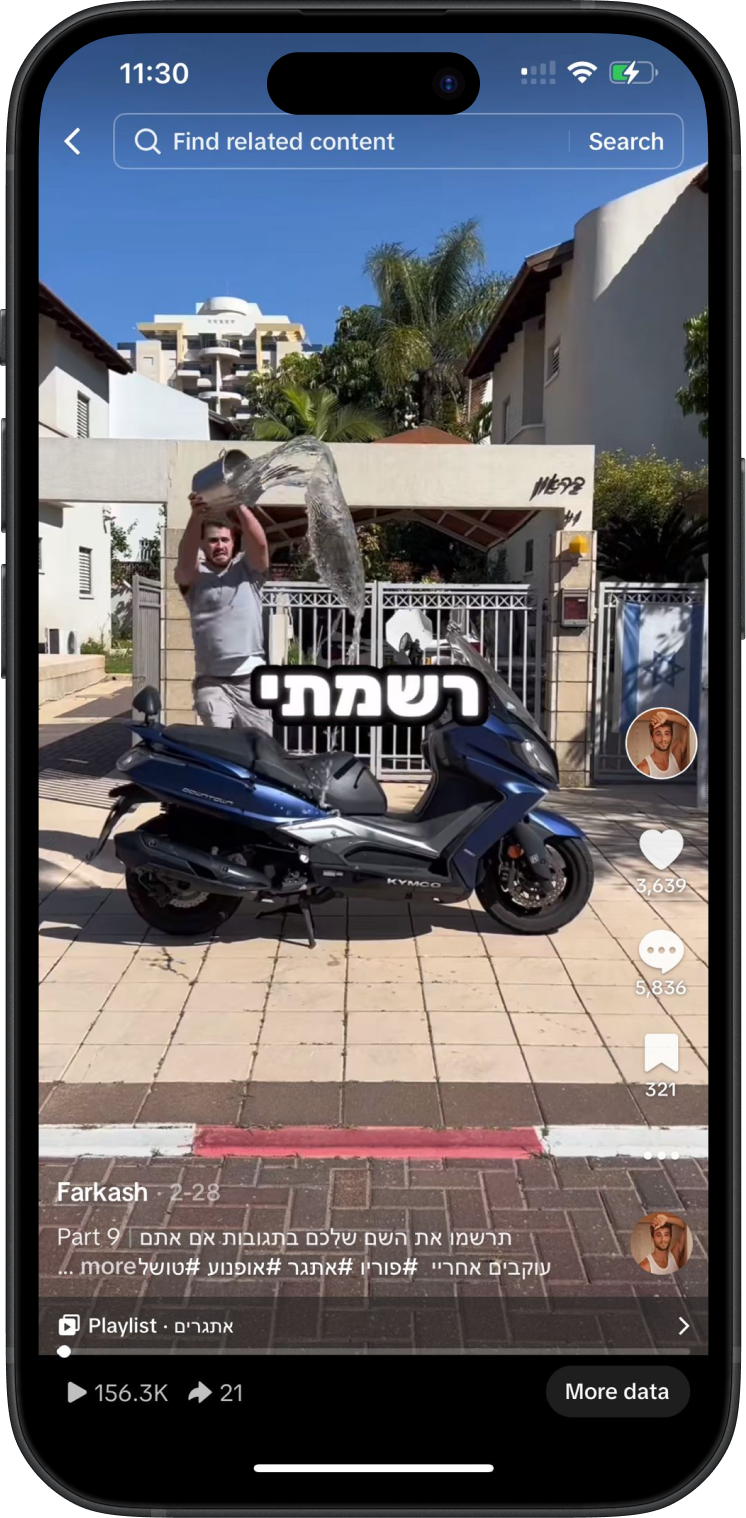 11:30
Find related content
Search
רשמתי
DOWNTOWN
KYMCO
3,639
5,836
321
Farkash · 2-28
Part 9 | תרשמו את השם שלכם בתגובות אם אתם
עוקבים אחריי #פוריו #אתגר #אופנוע #טושל... more
Playlist · אתגרים
156.3K
21
More data